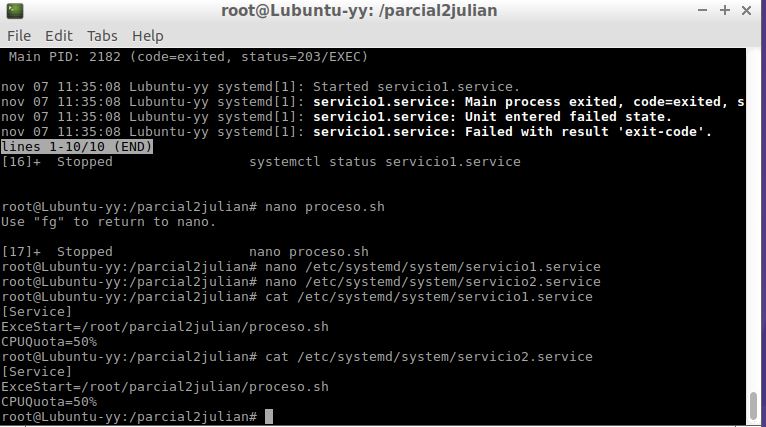 root@Lubuntu-yy: /parcial2julian
File Edit Tabs Help
Main PID: 2182 (code=exited, status=203/EXEC)
nov 07 11:35:08 Lubuntu-yy systemd[1]: Started servicio1.service.
nov 07 11:35:08 Lubuntu-yy systemd[1]: servicio1.service: Main process exited, code=exited, s
nov 07 11:35:08 Lubuntu-yy systemd[1]: servicio1.service: Unit entered failed state.
nov 07 11:35:08 Lubuntu-yy systemd[1]: servicio1.service: Failed with result 'exit-code'.
lines 1-10/10 (END)
[16]+  Stopped                 systemctl status servicio1.service
root@Lubuntu-yy:/parcial2julian# nano proceso.sh
Use "fg" to return to nano.
[17]+  Stopped                 nano proceso.sh
root@Lubuntu-yy:/parcial2julian# nano /etc/systemd/system/servicio1.service
root@Lubuntu-yy:/parcial2julian# nano /etc/systemd/system/servicio2.service
root@Lubuntu-yy:/parcial2julian# cat /etc/systemd/system/servicio1.service
[Service]
ExceStart=/root/parcial2julian/proceso.sh
CPUQuota=50%
root@Lubuntu-yy:/parcial2julian# cat /etc/systemd/system/servicio2.service
[Service]
ExceStart=/root/parcial2julian/proceso.sh
CPUQuota=50%
root@Lubuntu-yy:/parcial2julian#